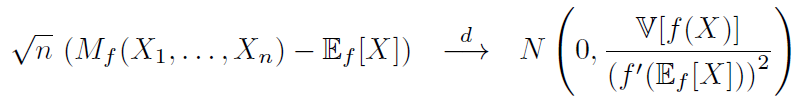 √n (M_f(X_1, . . . , X_n) − 𝔼_f[X]) →^d N(0, 𝕍[f(X)] / (f′(𝔼_f[X]))^2)